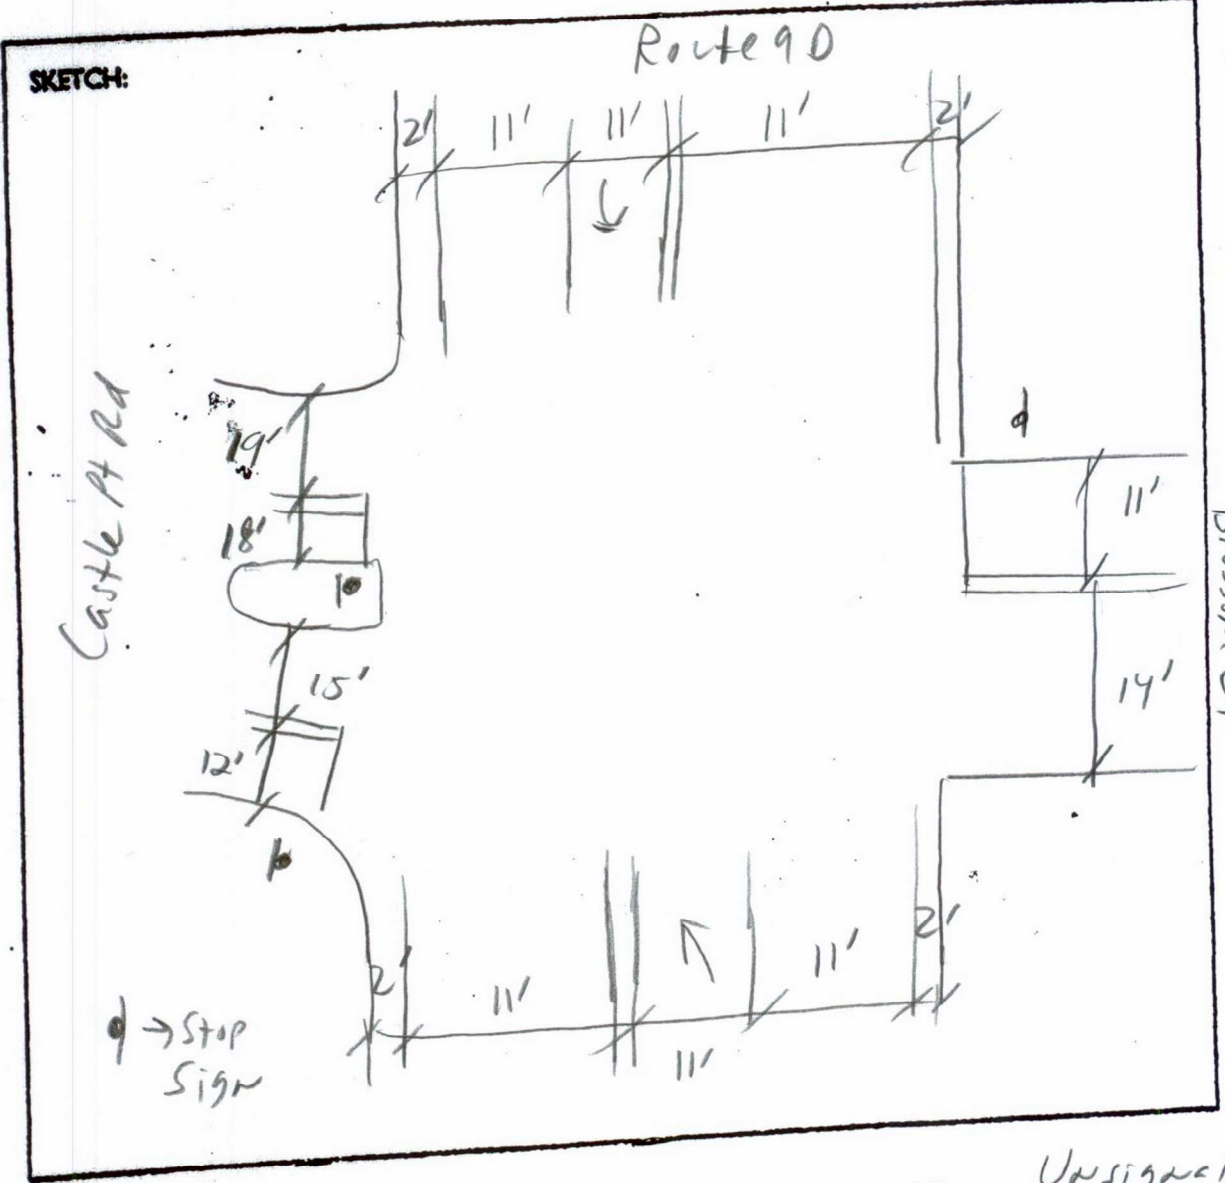 Route 9D
SKETCH:
2' 11' 11' 11' 2'
Castle Pt Rd
19'
18'
11'
15'
12'
14'
2' 11' 11' 11' 2'
→ Stop
Sign